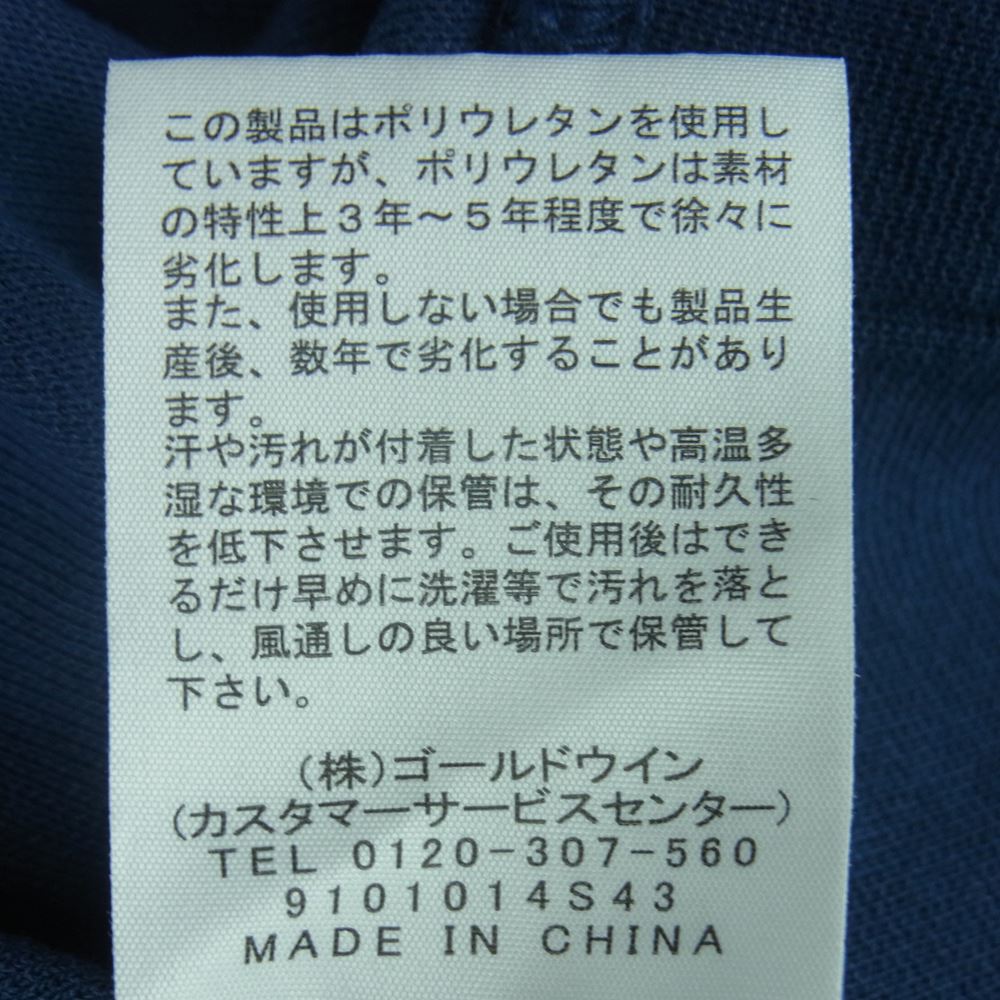 この製品はポリウレタンを使用し
ていますが、ポリウレタンは素材
の特性上３年～５年程度で徐々に
劣化します。
また、使用しない場合でも製品生
産後、数年で劣化することがあり
ます。
汗や汚れが付着した状態や高温多
湿な環境での保管は、その耐久性
を低下させます。ご使用後はでき
るだけ早めに洗濯等で汚れを落と
し、風通しの良い場所で保管して
下さい。
(株)ゴールドウイン
(カスタマーサービスセンター)
TEL 0120-307-560
9101014S43
MADE IN CHINA